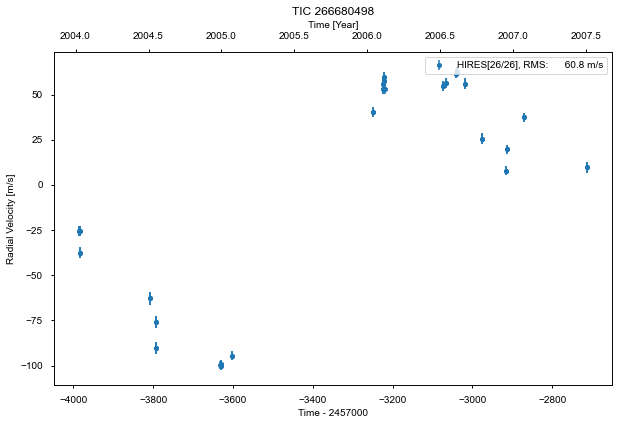 TIC 266680498
Time [Year]
2004.0 2004.5 2005.0 2005.5 2006.0 2006.5 2007.0 2007.5
HIRES[26/26], RMS: 60.8 m/s
50
25
0
−25
−50
−75
−100
Radial Velocity [m/s]
−4000 −3800 −3600 −3400 −3200 −3000 −2800
Time - 2457000